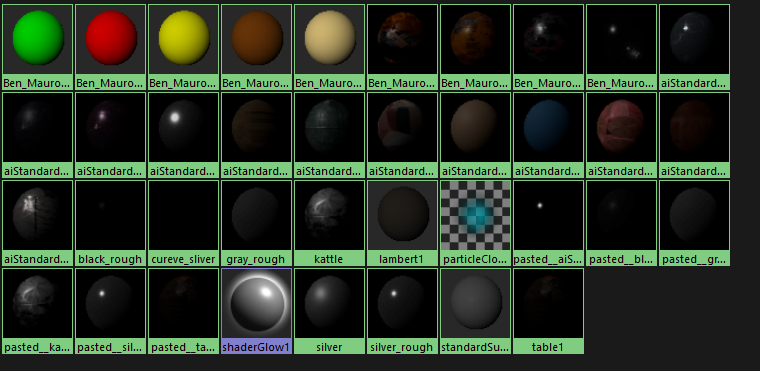 Ben_Mauro...
Ben_Mauro...
Ben_Mauro...
Ben_Mauro...
Ben_Mauro...
Ben_Mauro...
Ben_Mauro...
Ben_Mauro...
Ben_Mauro...
aiStandard...
aiStandard...
aiStandard...
aiStandard...
aiStandard...
aiStandard...
aiStandard...
aiStandard...
aiStandard...
aiStandard...
aiStandard...
aiStandard...
black_rough
cureve_sliver
gray_rough
kattle
lambert1
particleClo...
pasted__aiS...
pasted__bl...
pasted__gr...
pasted__ka...
pasted__sil...
pasted__ta...
shaderGlow1
silver
silver_rough
standardSu...
table1